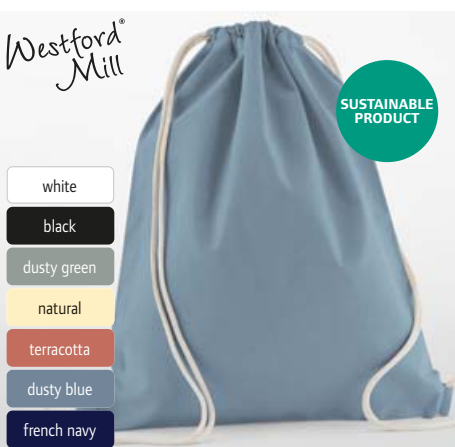 Westford®
Mill
SUSTAINABLE
PRODUCT
white
black
dusty green
natural
terracotta
dusty blue
french navy